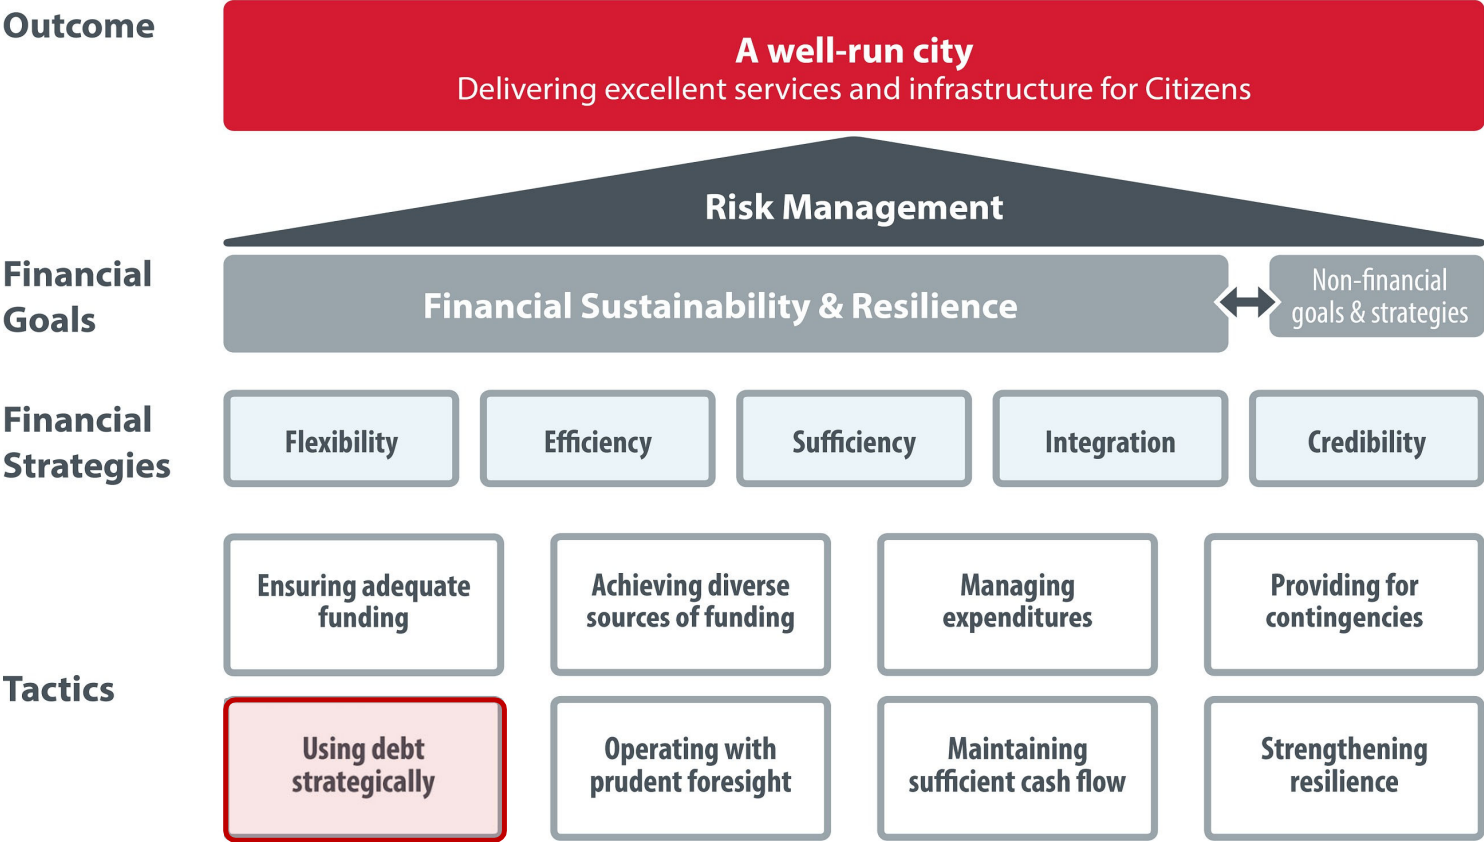 Outcome
A well-run city
Delivering excellent services and infrastructure for Citizens
Risk Management
Financial
Goals
Financial Sustainability & Resilience
Non-financial
goals & strategies
Financial
Strategies
Flexibility
Efficiency
Sufficiency
Integration
Credibility
Tactics
Ensuring adequate
funding
Achieving diverse
sources of funding
Managing
expenditures
Providing for
contingencies
Using debt
strategically
Operating with
prudent foresight
Maintaining
sufficient cash flow
Strengthening
resilience